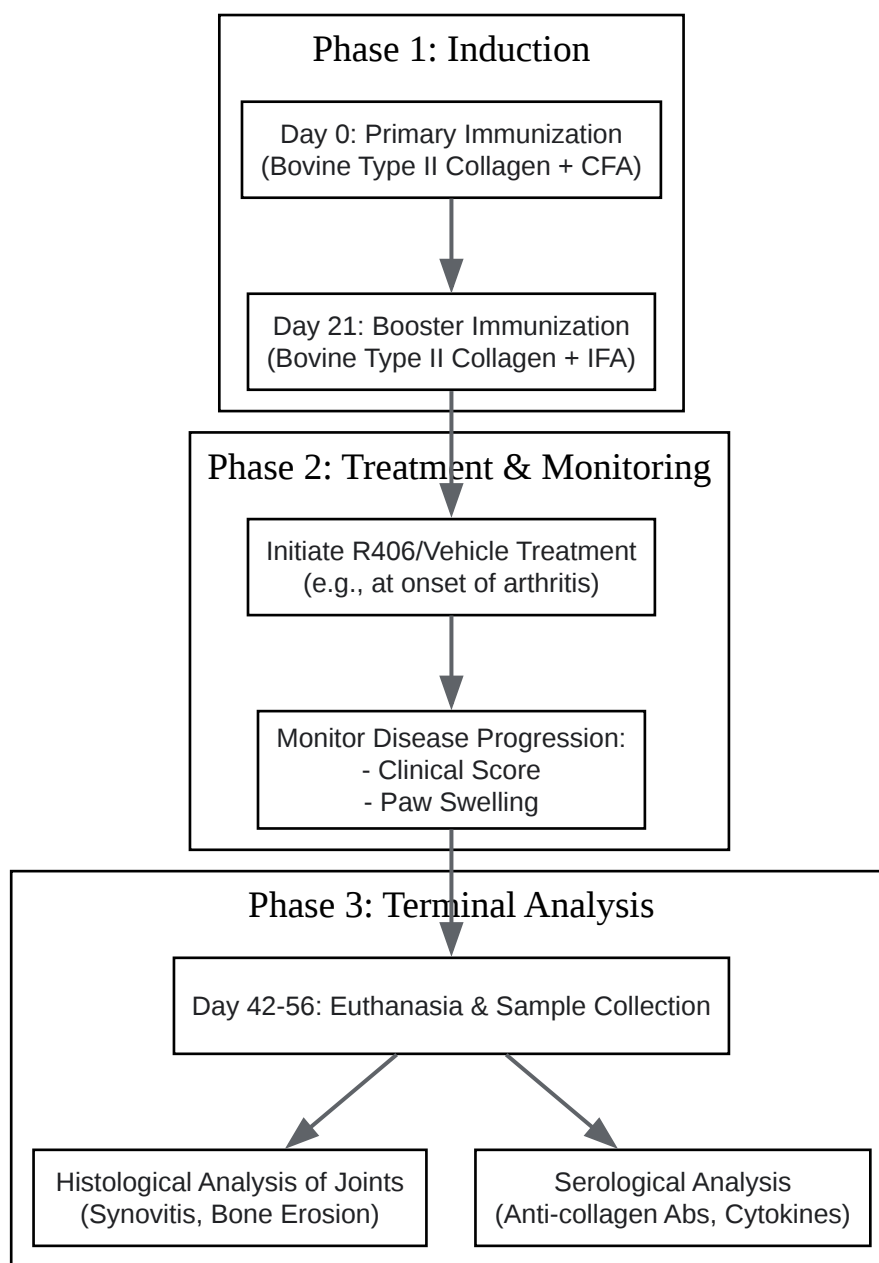 Phase 1: Induction
Day 0: Primary Immunization
(Bovine Type II Collagen + CFA)
Day 21: Booster Immunization
(Bovine Type II Collagen + IFA)
Phase 2: Treatment & Monitoring
Initiate R406/Vehicle Treatment
(e.g., at onset of arthritis)
Monitor Disease Progression:
- Clinical Score
- Paw Swelling
Phase 3: Terminal Analysis
Day 42-56: Euthanasia & Sample Collection
Histological Analysis of Joints
(Synovitis, Bone Erosion)
Serological Analysis
(Anti-collagen Abs, Cytokines)